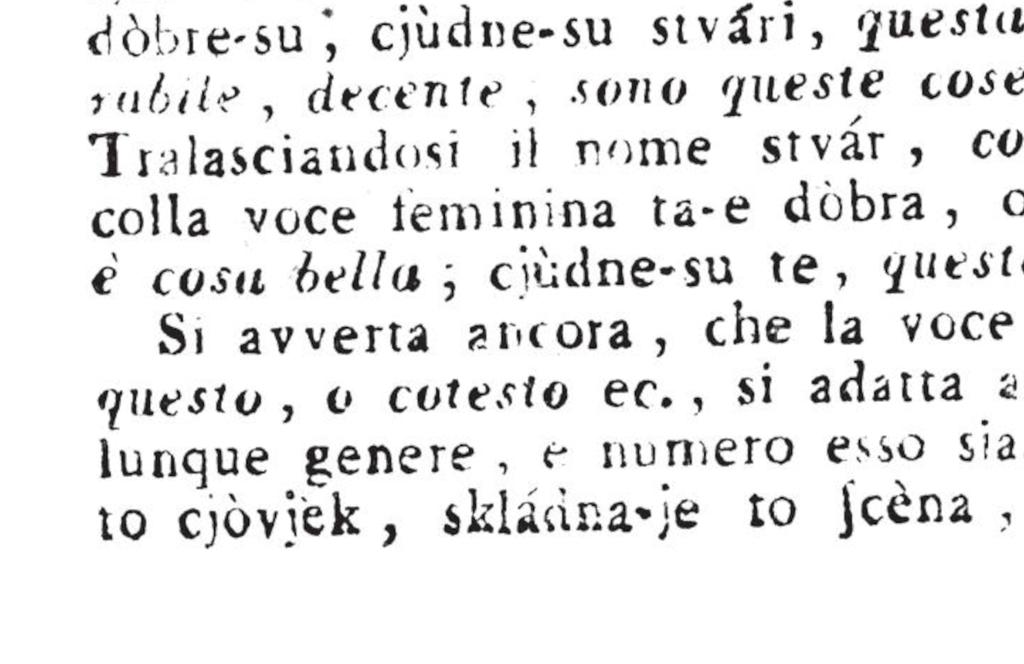 dòbre-su ; cjùdne-su stvári, questa
rabile , decente , sono queste cose
Tralasciandosi il nome stvár , co
colla voce feminina ta-e dòbra , o
è cosa bella ; cjùdne-su te , queste
Si avverta ancora , che la voce
questo , o cotesto ec. , si adatta a
lunque genere , e numero esso sia
to cjòvjèk , skládna-je to ʃcèna ,